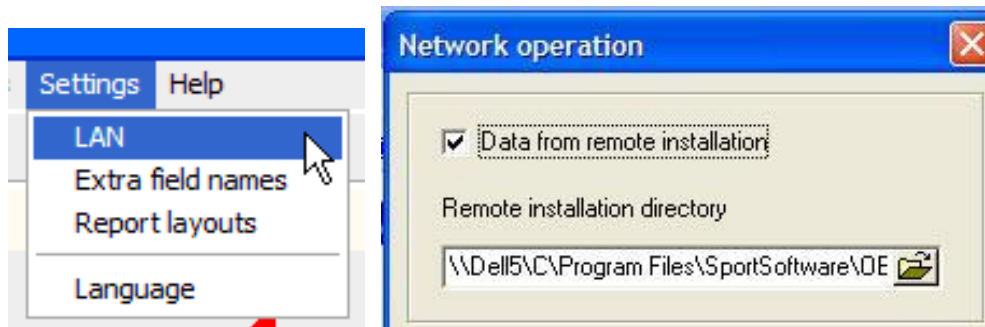 Settings Help
LAN
Extra field names
Report layouts
Language
Network operation
Data from remote installation
Remote installation directory
\\Dell5\C\Program Files\SportSoftware\OE